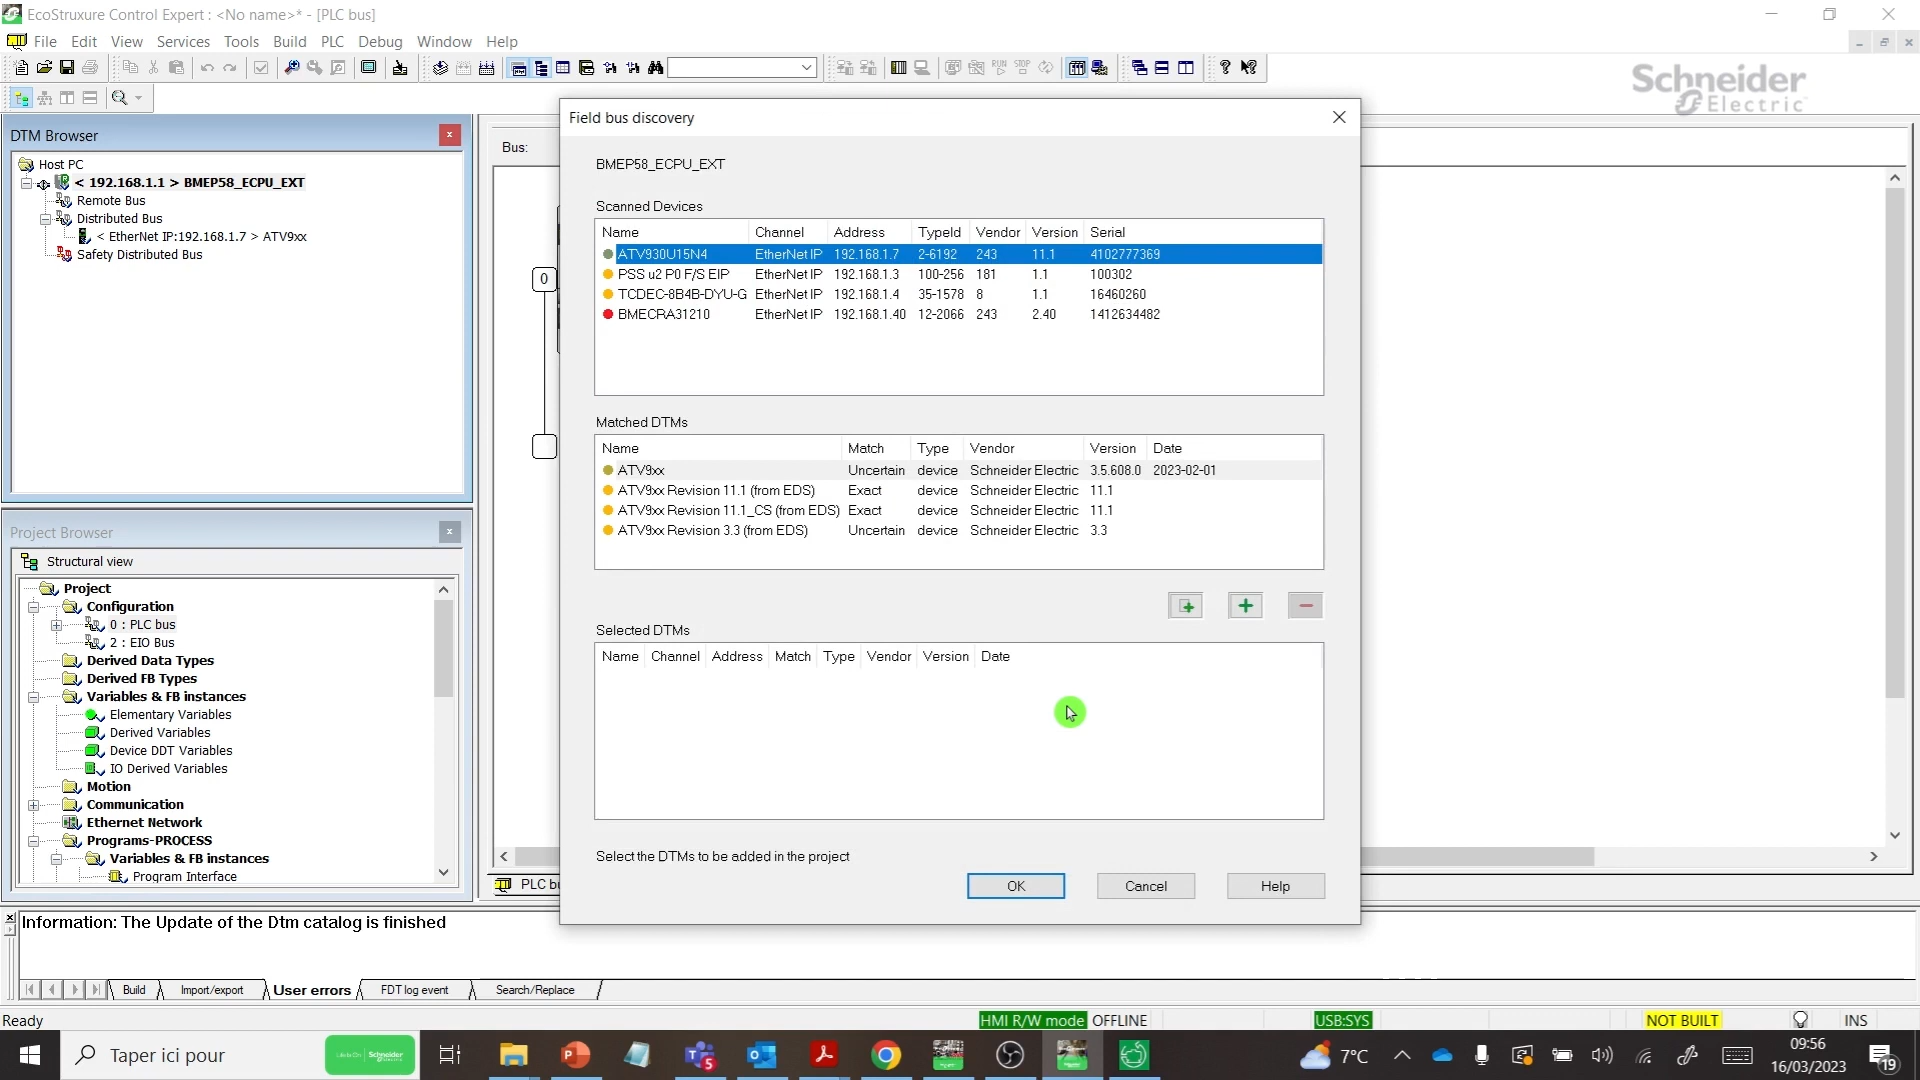 EcoStruxure Control Expert : <No name>* - [PLC bus]
File Edit View Services Tools Build PLC Debug Window Help
RUN STOP
Schneider
Electric
DTM Browser
Host PC
< 192.168.1.1 > BMEP58_ECPU_EXT
Remote Bus
Distributed Bus
< EtherNet IP:192.168.1.7 > ATV9xx
Safety Distributed Bus
Project Browser
Structural view
Project
Configuration
0 : PLC bus
2 : EIO Bus
Derived Data Types
Derived FB Types
Variables & FB instances
Elementary Variables
Derived Variables
Device DDT Variables
IO Derived Variables
Motion
Communication
Ethernet Network
Programs-PROCESS
Variables & FB instances
Program Interface
Bus:
0
PLC bu
Field bus discovery
BMEP58_ECPU_EXT
Scanned Devices
Name Channel Address TypeId Vendor Version Serial
ATV930U15N4 EtherNet IP 192.168.1.7 2-6192 243 11.1 4102777369
PSS u2 P0 F/S EIP EtherNet IP 192.168.1.3 100-256 181 1.1 100302
TCDEC-8B4B-DYU-G EtherNet IP 192.168.1.4 35-1578 8 1.1 16460260
BMECRA31210 EtherNet IP 192.168.1.40 12-2066 243 2.40 1412634482
Matched DTMs
Name Match Type Vendor Version Date
ATV9xx Uncertain device Schneider Electric 3.5.608.0 2023-02-01
ATV9xx Revision 11.1 (from EDS) Exact device Schneider Electric 11.1
ATV9xx Revision 11.1_CS (from EDS) Exact device Schneider Electric 11.1
ATV9xx Revision 3.3 (from EDS) Uncertain device Schneider Electric 3.3
Selected DTMs
Name Channel Address Match Type Vendor Version Date
Select the DTMs to be added in the project
OK Cancel Help
Information: The Update of the Dtm catalog is finished
Build Import/export User errors FDT log event Search/Replace
Ready HMI R/W mode OFFLINE USB:SYS NOT BUILT INS
Taper ici pour
7°C
09:56
16/03/2023
19